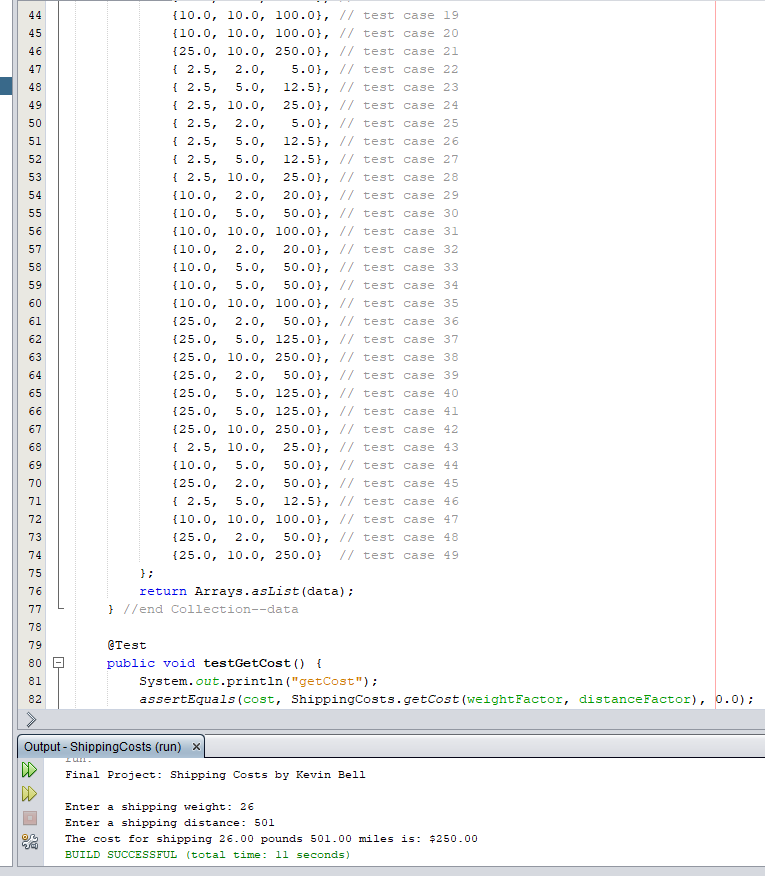 44 {10.0, 10.0, 100.0}, // test case 19
45 {10.0, 10.0, 100.0}, // test case 20
46 {25.0, 10.0, 250.0}, // test case 21
47 { 2.5,  2.0,   5.0}, // test case 22
48 { 2.5,  5.0,  12.5}, // test case 23
49 { 2.5, 10.0,  25.0}, // test case 24
50 { 2.5,  2.0,   5.0}, // test case 25
51 { 2.5,  5.0,  12.5}, // test case 26
52 { 2.5,  5.0,  12.5}, // test case 27
53 { 2.5, 10.0,  25.0}, // test case 28
54 {10.0,  2.0,  20.0}, // test case 29
55 {10.0,  5.0,  50.0}, // test case 30
56 {10.0, 10.0, 100.0}, // test case 31
57 {10.0,  2.0,  20.0}, // test case 32
58 {10.0,  5.0,  50.0}, // test case 33
59 {10.0,  5.0,  50.0}, // test case 34
60 {10.0, 10.0, 100.0}, // test case 35
61 {25.0,  2.0,  50.0}, // test case 36
62 {25.0,  5.0, 125.0}, // test case 37
63 {25.0, 10.0, 250.0}, // test case 38
64 {25.0,  2.0,  50.0}, // test case 39
65 {25.0,  5.0, 125.0}, // test case 40
66 {25.0,  5.0, 125.0}, // test case 41
67 {25.0, 10.0, 250.0}, // test case 42
68 { 2.5, 10.0,  25.0}, // test case 43
69 {10.0,  5.0,  50.0}, // test case 44
70 {25.0,  2.0,  50.0}, // test case 45
71 { 2.5,  5.0,  12.5}, // test case 46
72 {10.0, 10.0, 100.0}, // test case 47
73 {25.0,  2.0,  50.0}, // test case 48
74 {25.0, 10.0, 250.0}  // test case 49
75 };
76 return Arrays.asList(data);
77 } //end Collection--data
78
79 @Test
80 public void testGetCost() {
81 System.out.println("getCost");
82 assertEquals(cost, ShippingCosts.getCost(weightFactor, distanceFactor), 0.0);
Output - ShippingCosts (run) ×
run:
Final Project: Shipping Costs by Kevin Bell
Enter a shipping weight: 26
Enter a shipping distance: 501
The cost for shipping 26.00 pounds 501.00 miles is: $250.00
BUILD SUCCESSFUL (total time: 11 seconds)